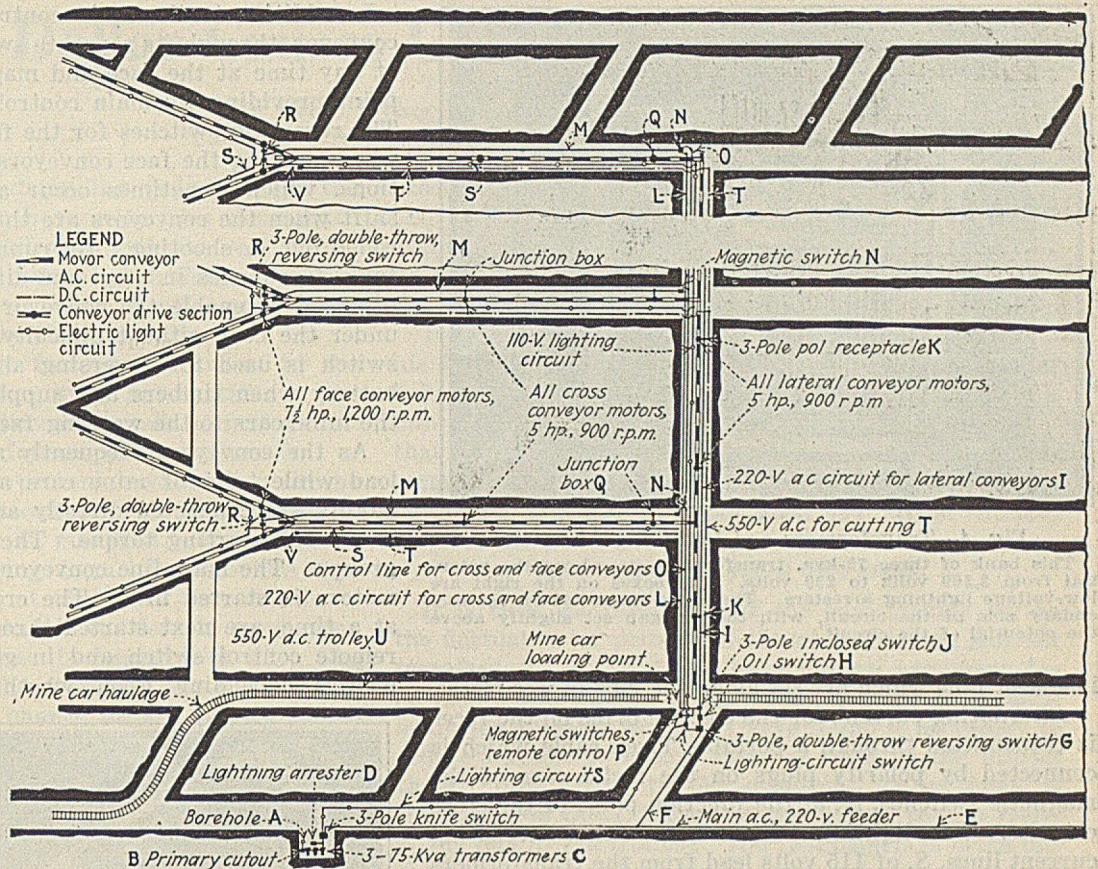 R
M
Q
N
S
O
V
T
S
L
T
LEGEND
Movor conveyor
A.C. circuit
D.C. circuit
Conveyor drive section
Electric light
circuit
R
3-Pole, double-throw,
reversing switch
M
Junction box
Magnetic switch N
110-V. lighting
circuit
3-Pole pol receptacle K
All face conveyor motors,
7½ hp., 1,200 r.p.m.
All cross
conveyor motors,
5 hp., 900 r.p.m.
All lateral conveyor motors,
5 hp., 900 r.p.m
Junction
box Q
N
220-V. a c circuit for lateral conveyors I
3-Pole, double-throw
reversing switch
R
M
550-V d.c for cutting T
V
S
T
Control line for cross and face conveyors O
220-V. a.c circuit for cross and face conveyors L
K
I
550-V d.c trolley U
Mine car
loading point
3-Pole inclosed switch J
Oil switch H
Mine car haulage
Magnetic switches,
remote control P
3-Pole, double-throw reversing switch G
Lighting-circuit switch
Lightning arrester D
Lighting circuit S
Borehole A
3-Pole knife switch
F
Main a.c., 220-v. feeder
E
B Primary cutout
3-75-Kva transformers C